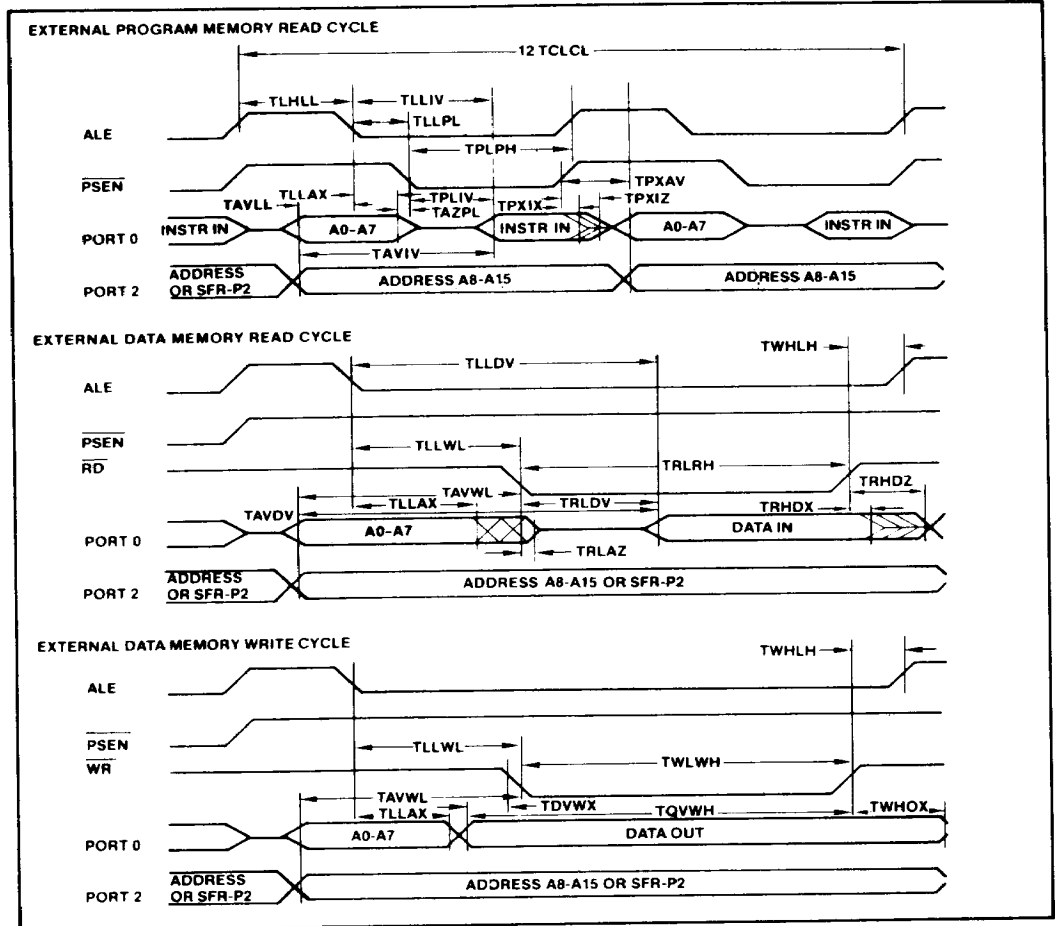 EXTERNAL PROGRAM MEMORY READ CYCLE
12 TCLCL
TLHLL
TLLIV
TLLPL
ALE
TPLPH
PSEN
TPXAV
TLLAX
TPLIV
TPXIZ
TAVLL
TAZPL
TPXIX
PORT 0
INSTR IN
A0-A7
INSTR IN
A0-A7
INSTR IN
TAVIV
PORT 2
ADDRESS
OR SFR-P2
ADDRESS A8-A15
ADDRESS A8-A15
EXTERNAL DATA MEMORY READ CYCLE
TWHLH
TLLDV
ALE
PSEN
TLLWL
RD
TRLRH
TAVWL
TRHD2
TLLAX
TRLDV
TAVDV
TRHDX
PORT 0
A0-A7
DATA IN
TRLAZ
PORT 2
ADDRESS
OR SFR-P2
ADDRESS A8-A15 OR SFR-P2
EXTERNAL DATA MEMORY WRITE CYCLE
TWHLH
ALE
PSEN
TLLWL
WR
TWLWH
TAVWL
TDVWX
TQVWH
TWHOX
TLLAX
PORT 0
A0-A7
DATA OUT
PORT 2
ADDRESS
OR SFR-P2
ADDRESS A8-A15 OR SFR-P2